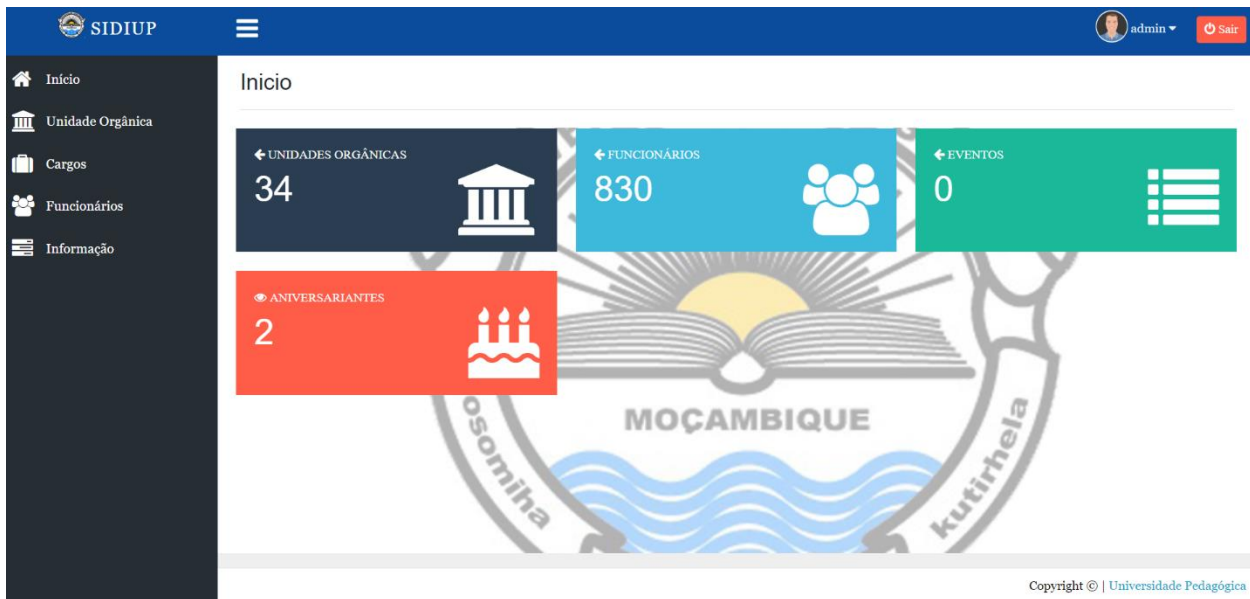 SIDIUP
admin
Sair
Início
Unidade Orgânica
Cargos
Funcionários
Informação
Inicio
UNIDADES ORGÂNICAS
34
FUNCIONÁRIOS
830
EVENTOS
0
ANIVERSARIANTES
2
MOÇAMBIQUE
osomiha
kutirhela
Copyright © | Universidade Pedagógica